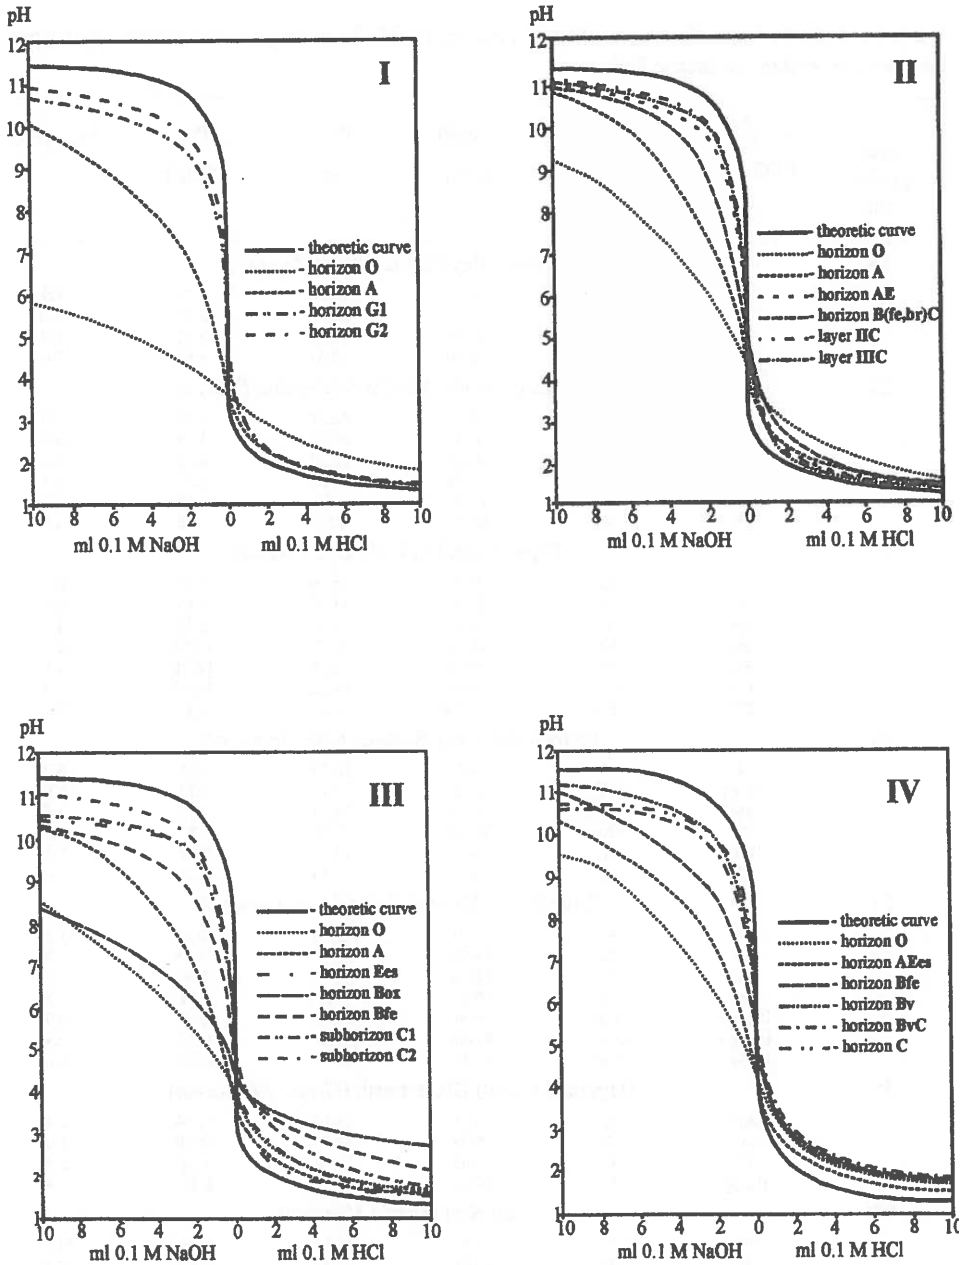 pH
12
11
10
9
8
7
6
5
4
3
2
1
I
- theoretic curve
- horizon O
- horizon A
- horizon G1
- horizon G2
10 8 6 4 2 0 2 4 6 8 10
ml 0.1 M NaOH ml 0.1 M HCl
pH
12
11
10
9
8
7
6
5
4
3
2
1
II
- theoretic curve
- horizon O
- horizon A
- horizon AE
- horizon B(fe,br)C
- layer IIC
- layer IIIC
10 8 6 4 2 0 2 4 6 8 10
ml 0.1 M NaOH ml 0.1 M HCl
pH
12
11
10
9
8
7
6
5
4
3
2
1
III
- theoretic curve
- horizon O
- horizon A
- horizon Ees
- horizon Box
- horizon Bfe
- subhorizon C1
- subhorizon C2
10 8 6 4 2 0 2 4 6 8 10
ml 0.1 M NaOH ml 0.1 M HCl
pH
12
11
10
9
8
7
6
5
4
3
2
1
IV
- theoretic curve
- horizon O
- horizon AEes
- horizon Bfe
- horizon Bv
- horizon BvC
- horizon C
10 8 6 4 2 0 2 4 6 8 10
ml 0.1 M NaOH ml 0.1 M HCl